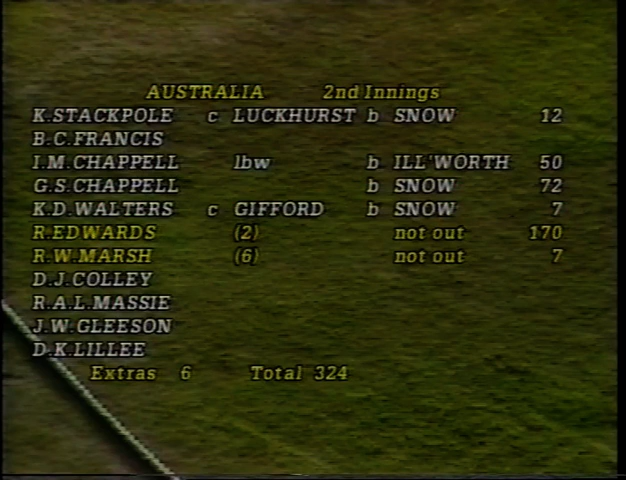 AUSTRALIA 2nd Innings
K.STACKPOLE c LUCKHURST b SNOW 12
B.C.FRANCIS
I.M.CHAPPELL lbw b ILL'WORTH 50
G.S.CHAPPELL b SNOW 72
K.D.WALTERS c GIFFORD b SNOW 7
R.EDWARDS (2) not out 170
R.W.MARSH (6) not out 7
D.J.COLLEY
R.A.L.MASSIE
J.W.GLEESON
D.K.LILLEE
Extras 6 Total 324